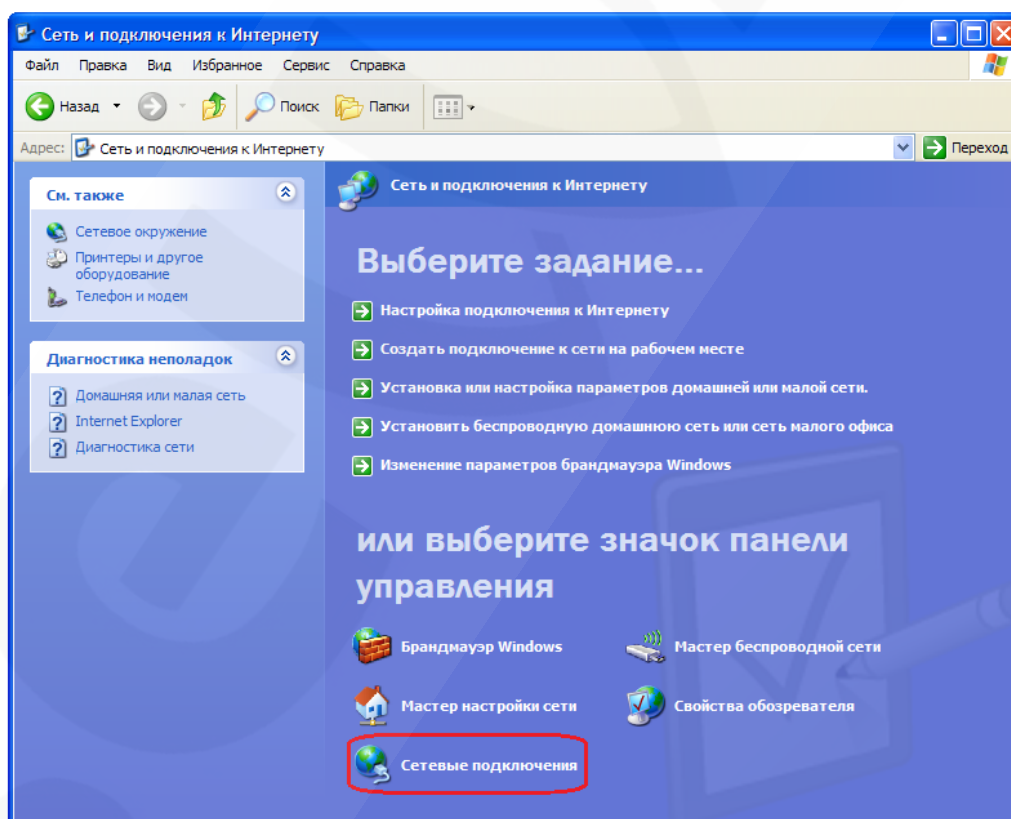 Сеть и подключения к Интернету
Файл Правка Вид Избранное Сервис Справка
Назад Поиск Папки
Адрес: Сеть и подключения к Интернету Переход
См. также
Сетевое окружение
Принтеры и другое
оборудование
Телефон и модем
Диагностика неполадок
Домашняя или малая сеть
Internet Explorer
Диагностика сети
Сеть и подключения к Интернету
Выберите задание...
Настройка подключения к Интернету
Создать подключение к сети на рабочем месте
Установка или настройка параметров домашней или малой сети.
Установить беспроводную домашнюю сеть или сеть малого офиса
Изменение параметров брандмауэра Windows
или выберите значок панели
управления
Брандмауэр Windows Мастер беспроводной сети
Мастер настройки сети Свойства обозревателя
Сетевые подключения